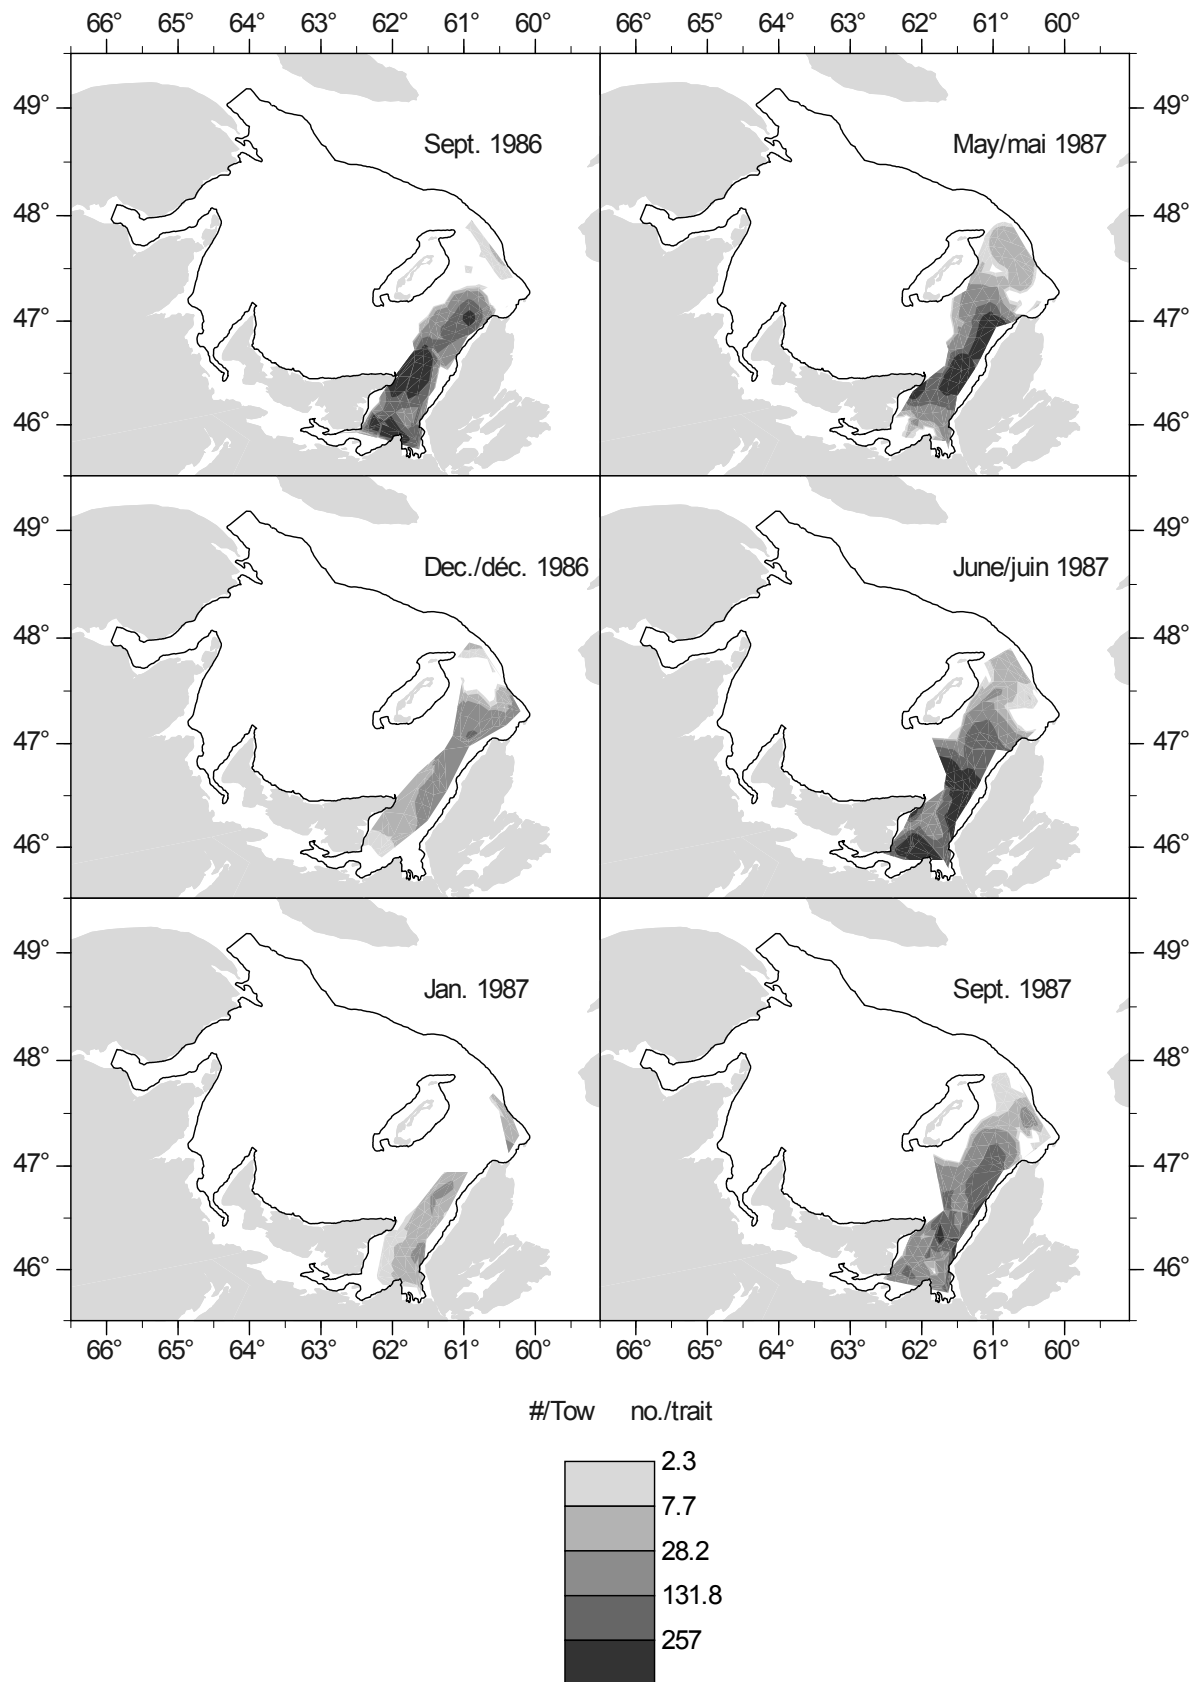 66° 65° 64° 63° 62° 61° 60° 66° 65° 64° 63° 62° 61° 60°
49° 49°
Sept. 1986 May/mai 1987
48° 48°
47° 47°
46° 46°
49° 49°
Dec./déc. 1986 June/juin 1987
48° 48°
47° 47°
46° 46°
49° 49°
Jan. 1987 Sept. 1987
48° 48°
47° 47°
46° 46°
66° 65° 64° 63° 62° 61° 60° 66° 65° 64° 63° 62° 61° 60°
#/Tow no./trait
2.3
7.7
28.2
131.8
257